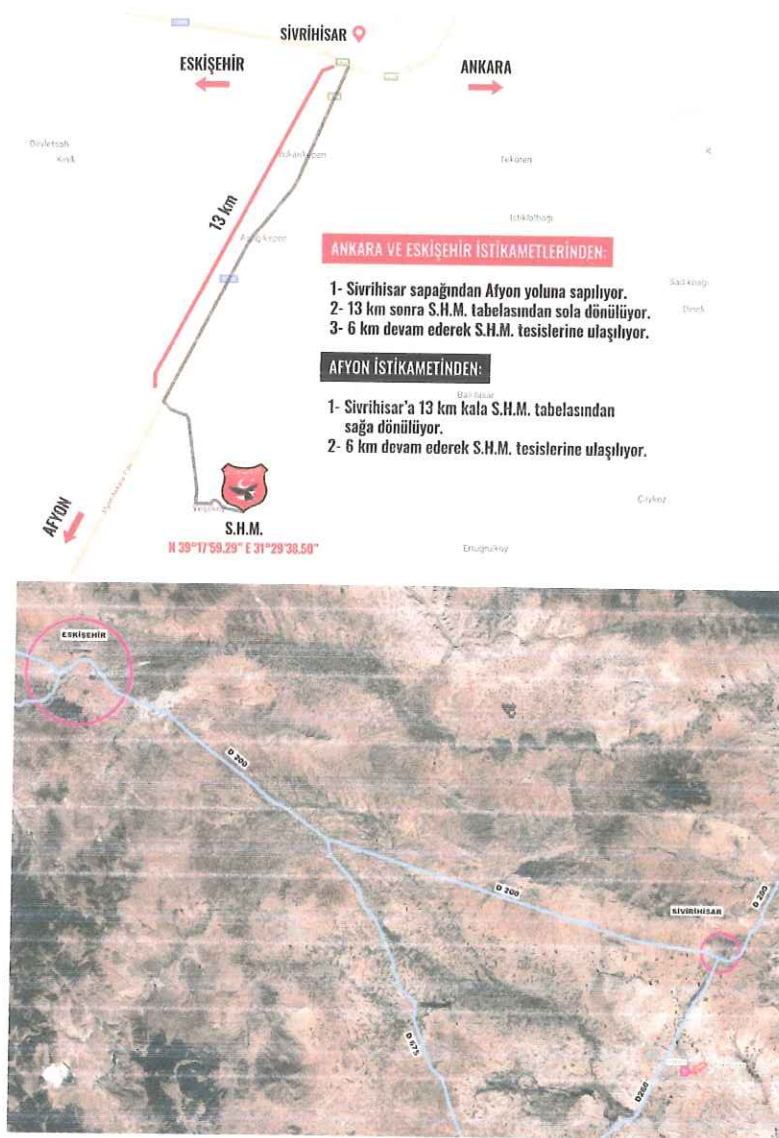 SİVRİHİSAR
ESKİŞEHİR
ANKARA
13 km
ANKARA VE ESKİŞEHİR İSTİKAMETLERİNDEN:
1- Sivrihisar sapağından Afyon yoluna sapılıyor.
2- 13 km sonra S.H.M. tabelasından sola dönülüyor.
3- 6 km devam ederek S.H.M. tesislerine ulaşılıyor.
AFYON İSTİKAMETİNDEN:
1- Sivrihisar'a 13 km kala S.H.M. tabelasından
sağa dönülüyor.
2- 6 km devam ederek S.H.M. tesislerine ulaşılıyor.
AFYON
S.H.M.
N 39°17'59.29" E 31°29'38.50"
ESKİŞEHİR
D 200
D 200
SİVİRİHİSAR
D 200
D 675
D260